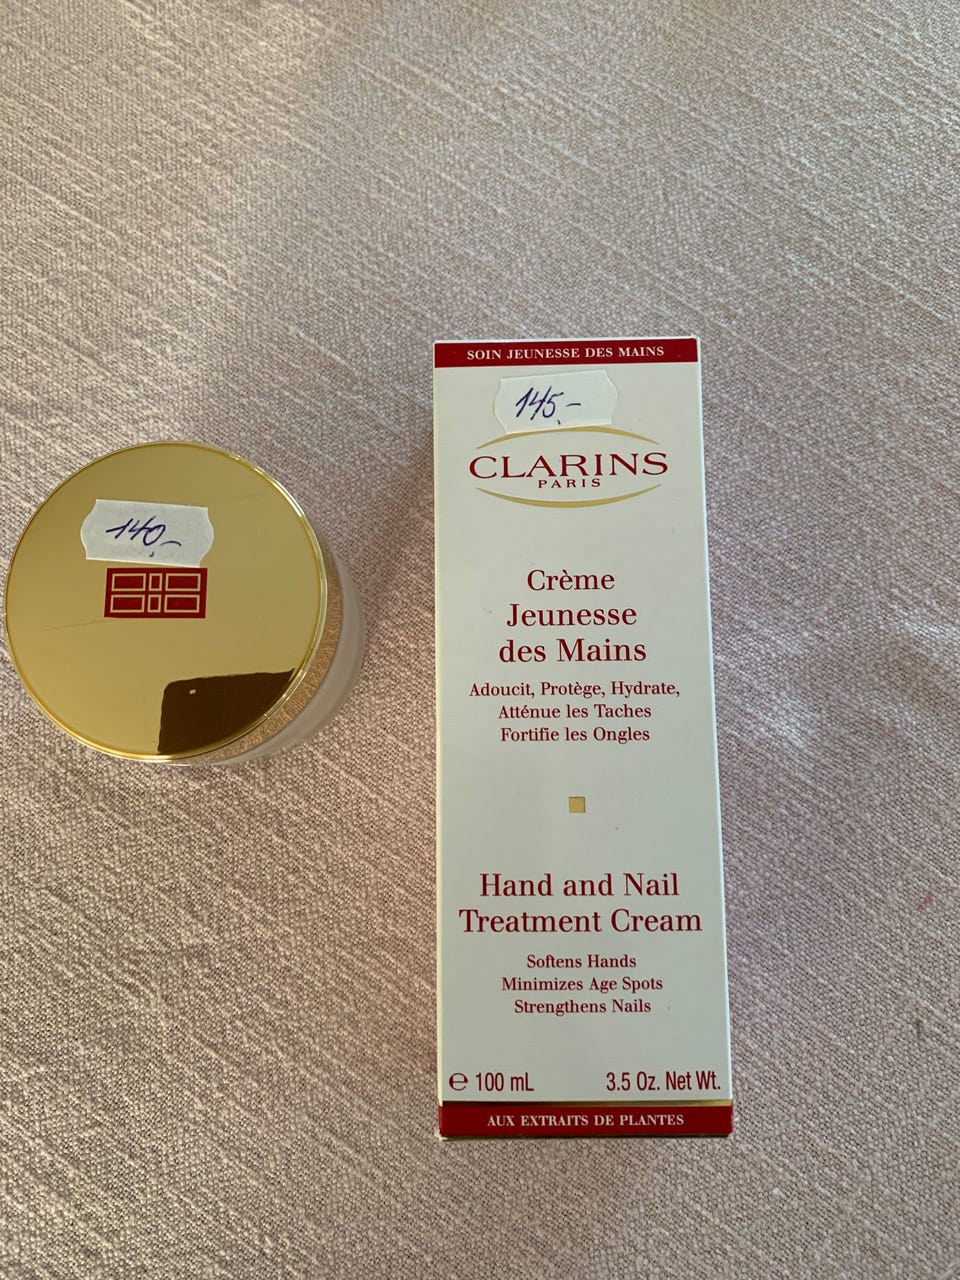 140,-
SOIN JEUNESSE DES MAINS
145,-
CLARINS
PARIS
Crème
Jeunesse
des Mains
Adoucit, Protège, Hydrate,
Atténue les Taches
Fortifie les Ongles
Hand and Nail
Treatment Cream
Softens Hands
Minimizes Age Spots
Strengthens Nails
℮ 100 mL 3.5 Oz. Net Wt.
AUX EXTRAITS DE PLANTES